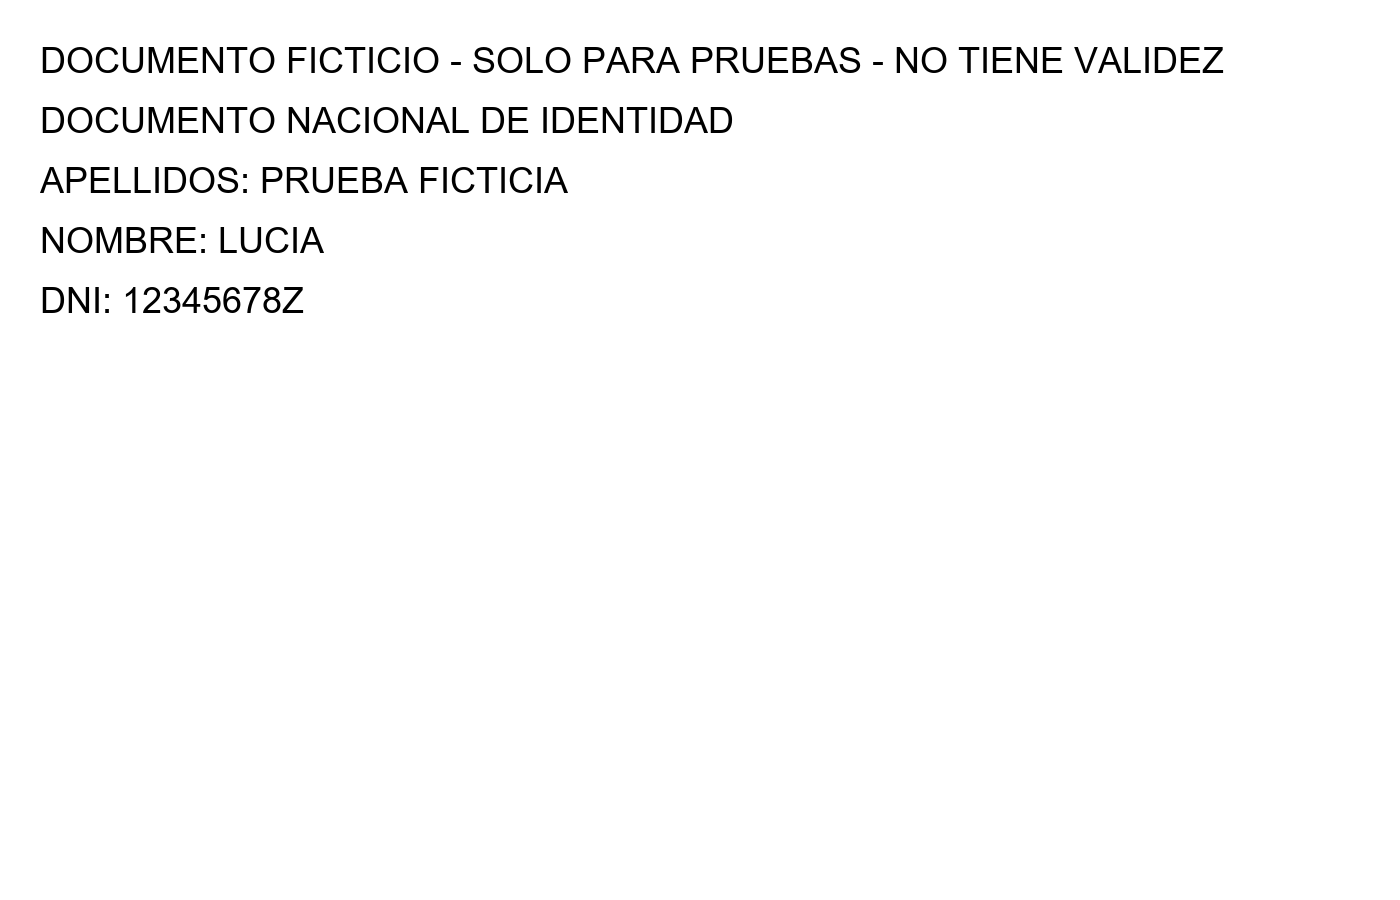 DOCUMENTO FICTICIO - SOLO PARA PRUEBAS - NO TIENE VALIDEZ
DOCUMENTO NACIONAL DE IDENTIDAD
APELLIDOS: PRUEBA FICTICIA
NOMBRE: LUCIA
DNI: 12345678Z